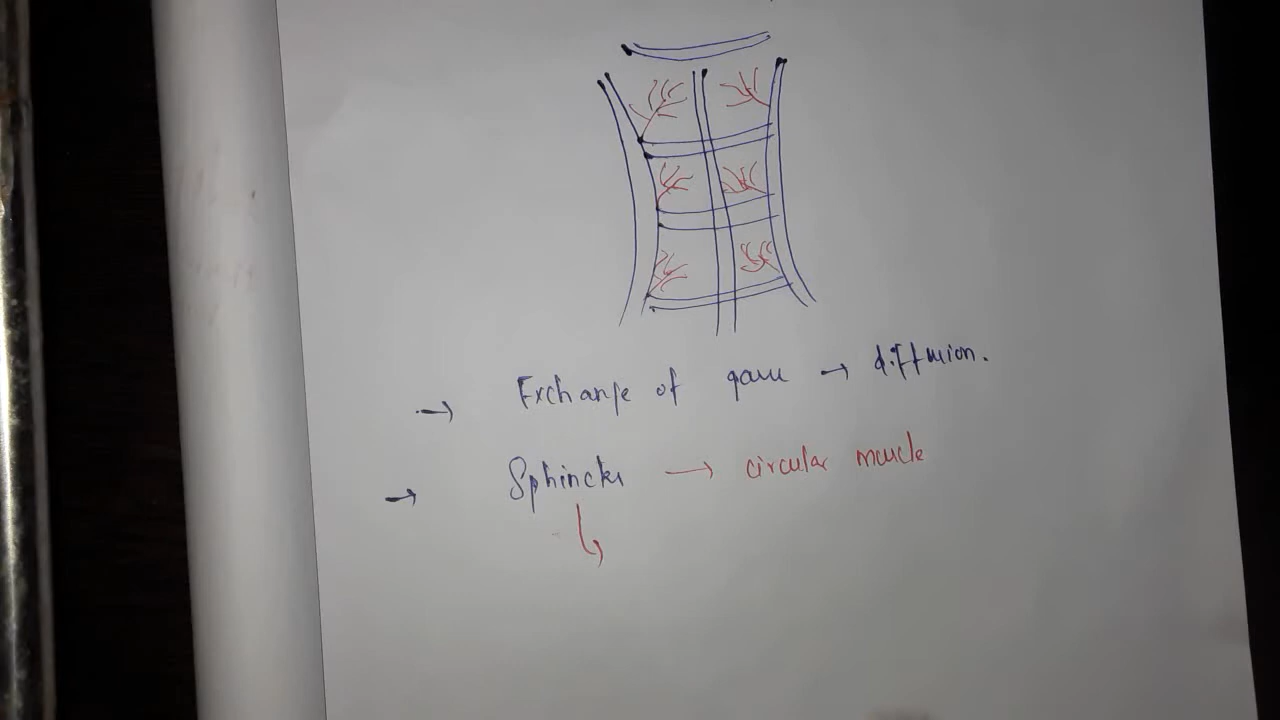 → Exchange of gases → diffusion.
→ Sphincter → circular muscle